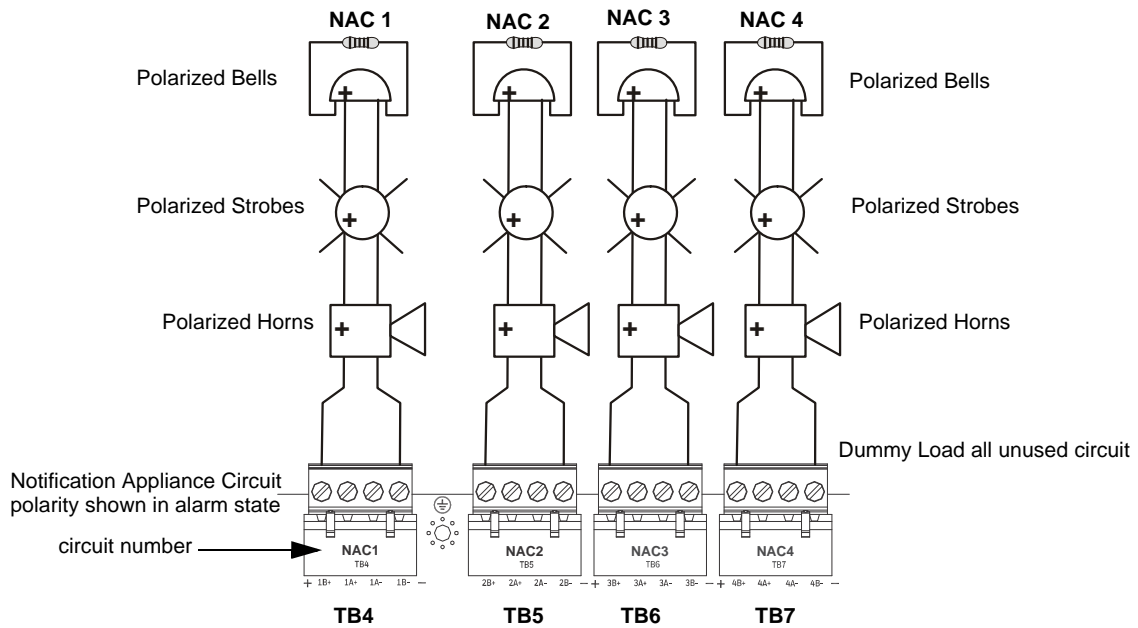 NAC 1 NAC 2 NAC 3 NAC 4
Polarized Bells
Polarized Bells
Polarized Strobes
Polarized Strobes
Polarized Horns
Polarized Horns
Dummy Load all unused circuit
Notification Appliance Circuit
polarity shown in alarm state
circuit number
NAC1
TB4
NAC2
TB5
NAC3
TB6
NAC4
TB7
+ 1B+ 1A+ 1A- 1B- —
2B+ 2A+ 2A- 2B- —
+ 3B+ 3A+ 3A- 3B- —
+ 4B+ 4A+ 4A- 4B- —
TB4 TB5 TB6 TB7